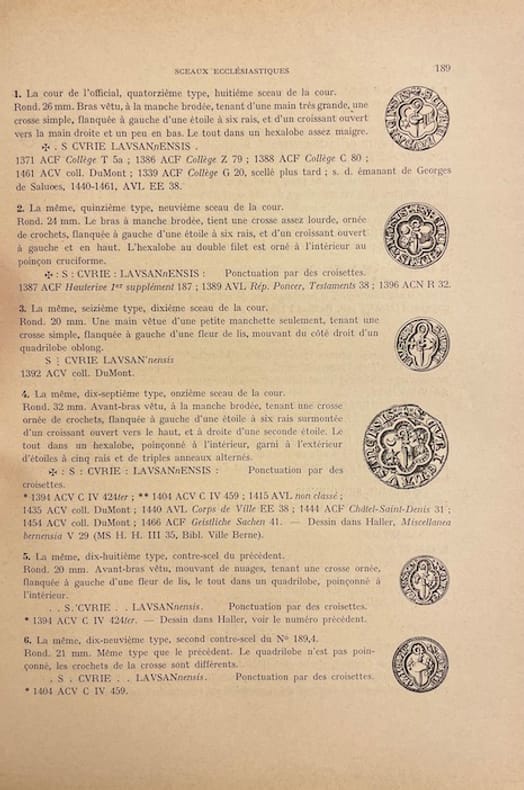 SCEAUX ECCLÉSIASTIQUES 189
1. La cour de l'official, quatorzième type, huitième sceau de la cour.
Rond. 26 mm. Bras vêtu, à la manche brodée, tenant d'une main très grande, une
crosse simple, flanquée à gauche d'une étoile à six rais, et d'un croissant ouvert
vers la main droite et un peu en bas. Le tout dans un hexalobe assez maigre.
✠ . S CVRIE LAVSANnENSIS .
1371 ACF Collège T 5a ; 1386 ACF Collège Z 79 ; 1388 ACF Collège C 80 ;
1461 ACV coll. DuMont ; 1339 ACF Collège G 20, scellé plus tard ; s. d. émanant de Georges
de Saluces, 1440-1461, AVL EE 38.
2. La même, quinzième type, neuvième sceau de la cour.
Rond. 24 mm. Le bras à manche brodée, tient une crosse assez lourde, ornée
de crochets, flanquée à gauche d'une étoile à six rais, et d'un croissant ouvert
à gauche et en haut. L'hexalobe au double filet est orné à l'intérieur au
poinçon cruciforme.
✠ : S : CVRIE : LAVSANnENSIS : Ponctuation par des croisettes.
1387 ACF Hauterive 1er supplément 187 ; 1389 AVL Rép. Poncer, Testaments 38 ; 1396 ACN R 32.
3. La même, seizième type, dixième sceau de la cour.
Rond. 20 mm. Une main vêtue d'une petite manchette seulement, tenant une
crosse simple, flanquée à gauche d'une fleur de lis, mouvant du côté droit d'un
quadrilobe oblong.
S ⋮ CVRIE LAVSAN'nensis
1392 ACV coll. DuMont.
4. La même, dix-septième type, onzième sceau de la cour.
Rond. 32 mm. Avant-bras vêtu, à la manche brodée, tenant une crosse
ornée de crochets, flanquée à gauche d'une étoile à six rais surmontée
d'un croissant ouvert vers le haut, et à droite d'une seconde étoile. Le
tout dans un hexalobe, poinçonné à l'intérieur, garni à l'extérieur
d'étoiles à cinq rais et de triples anneaux alternés.
✠ : S : CVRIE : LAVSANnENSIS : Ponctuation par des
croisettes.
* 1394 ACV C IV 424ter ; ** 1404 ACV C IV 459 ; 1415 AVL non classé ;
1435 ACV coll. DuMont ; 1440 AVL Corps de Ville EE 38 ; 1444 ACF Châtel-Saint-Denis 31 ;
1454 ACV coll. DuMont ; 1466 ACF Geistliche Sachen 41. — Dessin dans Haller, Miscellanea
bernensia V 29 (MS H. H. III 35, Bibl. Ville Berne).
5. La même, dix-huitième type, contre-scel du précédent.
Rond. 20 mm. Avant-bras vêtu, mouvant de nuages, tenant une crosse ornée,
flanquée à gauche d'une fleur de lis, le tout dans un quadrilobe, poinçonné à
l'intérieur.
. . S.'CVRIE . . LAVSANnensis. Ponctuation par des croisettes.
* 1394 ACV C IV 424ter. — Dessin dans Haller, voir le numéro précédent.
6. La même, dix-neuvième type, second contre-scel du No 189,4.
Rond. 21 mm. Même type que le précédent. Le quadrilobe n'est pas poin-
çonné, les crochets de la crosse sont différents.
. S . CVRIE . . LAVSANnensis. Ponctuation par des croisettes.
* 1404 ACV C IV 459.